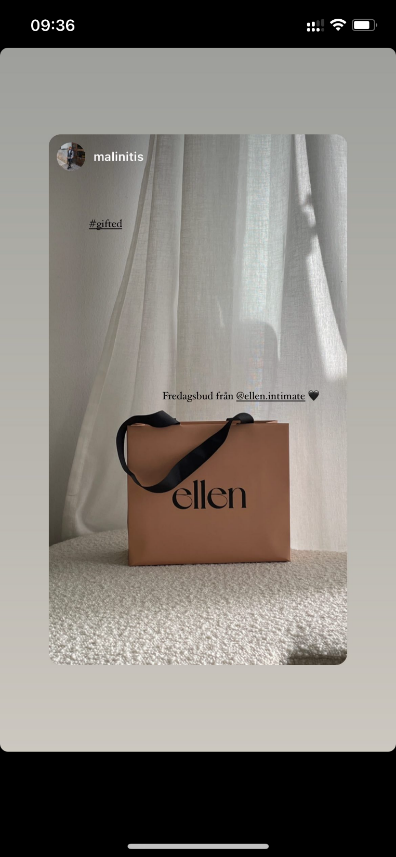 09:36
malinitis
#gifted
Fredagsbud från @ellen.intimate 🖤
ellen